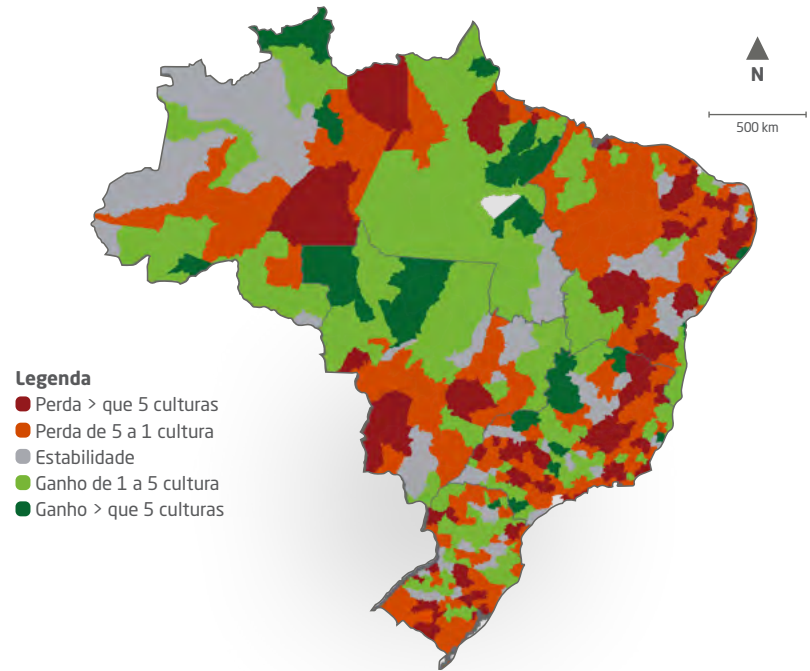 N
500 km
Legenda
Perda > que 5 culturas
Perda de 5 a 1 cultura
Estabilidade
Ganho de 1 a 5 cultura
Ganho > que 5 culturas